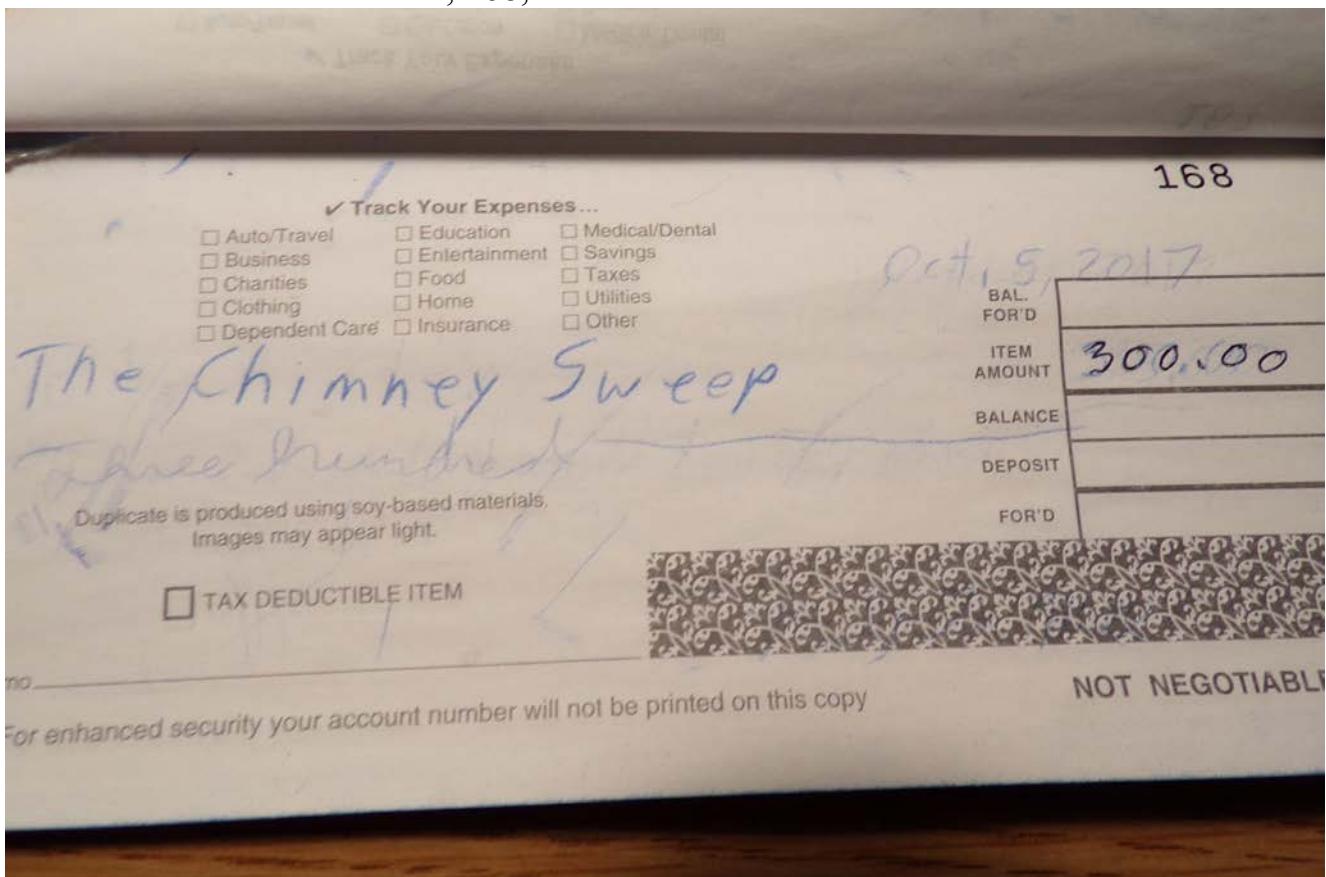 168
✓ Track Your Expenses...
☐ Auto/Travel ☐ Education ☐ Medical/Dental
☐ Business ☐ Entertainment ☐ Savings
☐ Charities ☐ Food ☐ Taxes
☐ Clothing ☐ Home ☐ Utilities
☐ Dependent Care ☐ Insurance ☐ Other
Oct, 5, 2017
BAL. FOR'D
The Chimney Sweep
ITEM AMOUNT 300.00
BALANCE
Three hundred
DEPOSIT
Duplicate is produced using soy-based materials.
Images may appear light.
FOR'D
☐ TAX DEDUCTIBLE ITEM
NOT NEGOTIABLE
For enhanced security your account number will not be printed on this copy